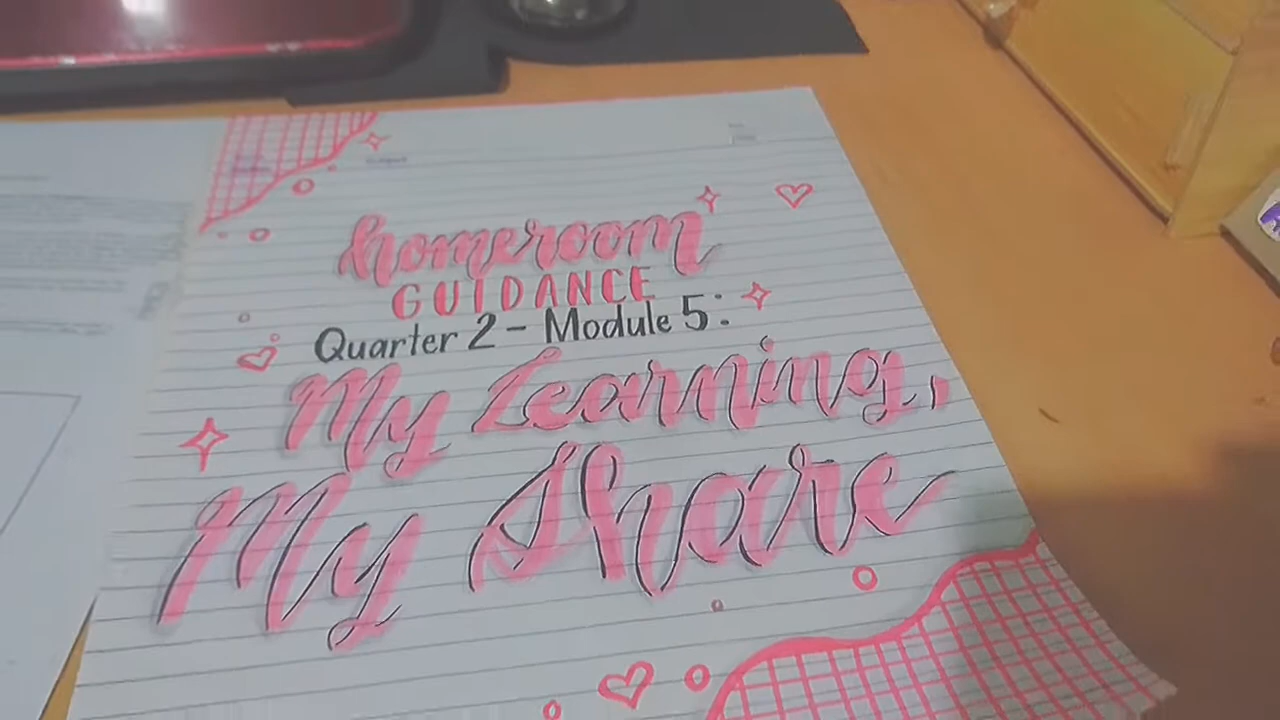 homeroom
GUIDANCE
Quarter 2 - Module 5:
My Learning,
My Share